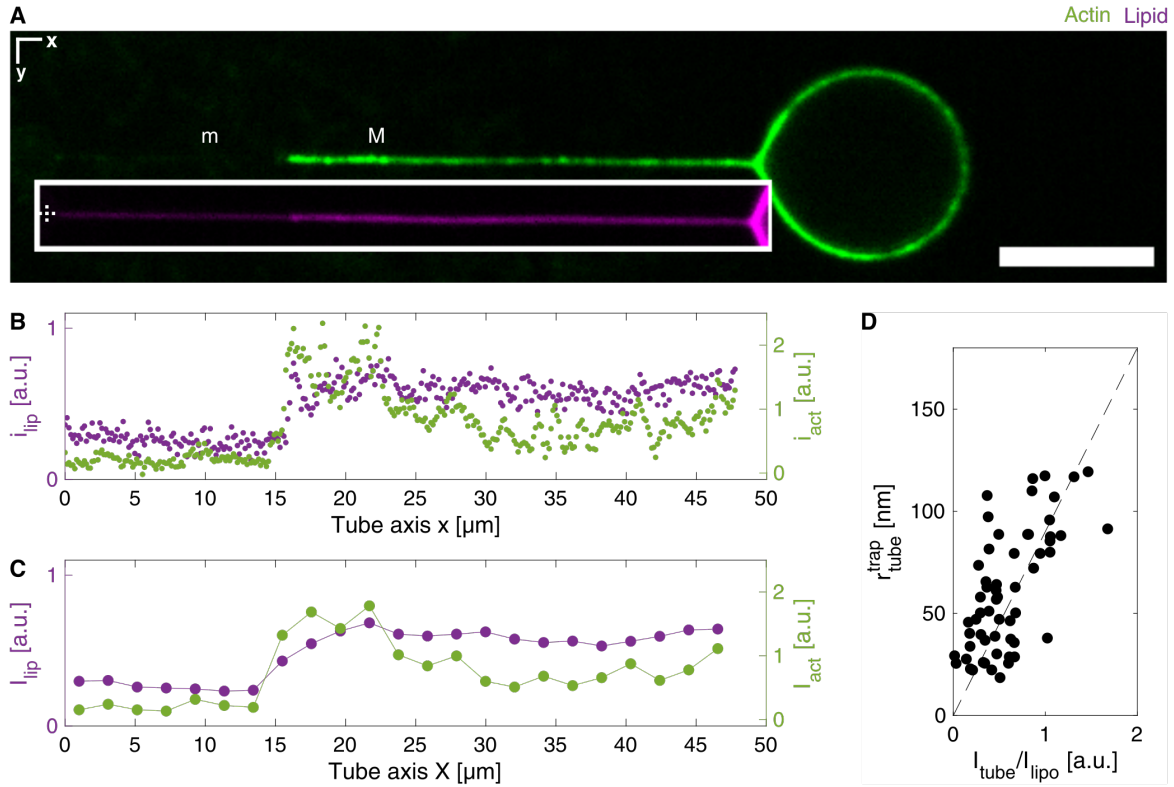 A
Actin Lipid
x
y
m
M
B
1
0
i_lip [a.u.]
2
1
0
i_act [a.u.]
0 5 10 15 20 25 30 35 40 45 50
Tube axis x [µm]
C
1
0
I_lip [a.u.]
2
1
0
I_act [a.u.]
0 5 10 15 20 25 30 35 40 45 50
Tube axis X [µm]
D
150
100
50
0
r_tube^trap [nm]
0 1 2
I_tube/I_lipo [a.u.]